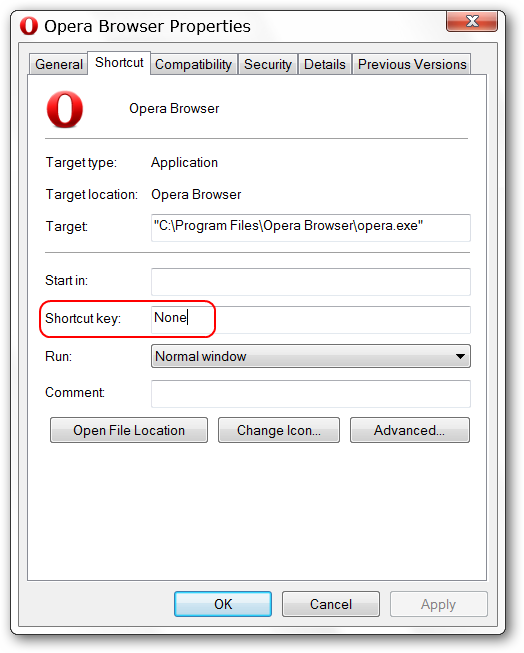 Opera Browser Properties
General Shortcut Compatibility Security Details Previous Versions
Opera Browser
Target type: Application
Target location: Opera Browser
Target: "C:\Program Files\Opera Browser\opera.exe"
Start in:
Shortcut key: None
Run: Normal window
Comment:
Open File Location Change Icon... Advanced...
OK Cancel Apply